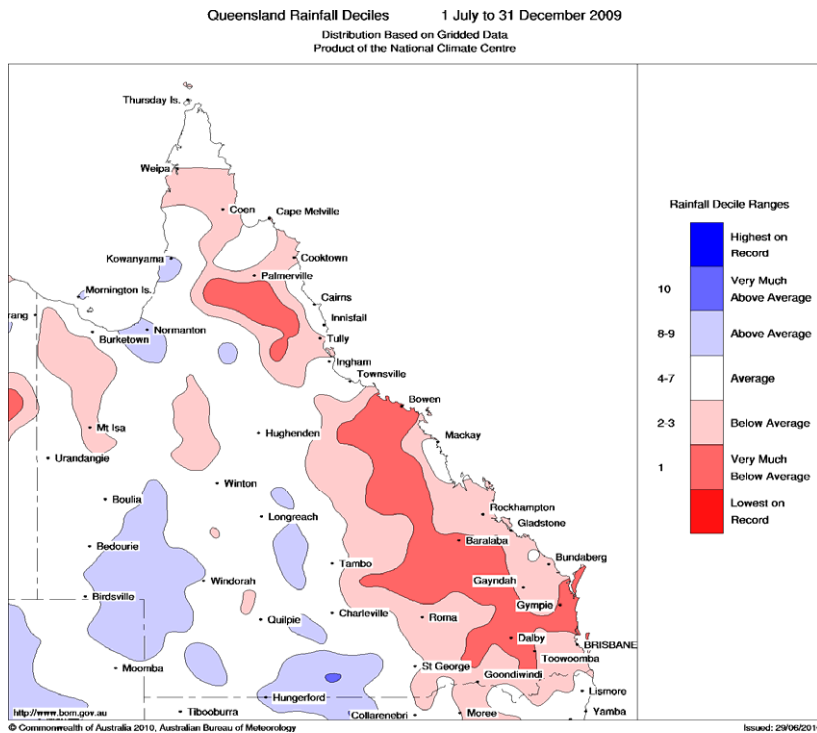 Queensland Rainfall Deciles 1 July to 31 December 2009
Distribution Based on Gridded Data
Product of the National Climate Centre
Thursday Is.
Weipa
Coen
Cape Melville
Kowanyama
Cooktown
Palmerville
Mornington Is.
Cairns
rang
Innisfail
Burketown
Normanton
Tully
Ingham
Townsville
Bowen
Mt Isa
Hughenden
Mackay
Urandangie
Winton
Boulia
Longreach
Rockhampton
Gladstone
Bedourie
Baralaba
Tambo
Bundaberg
Windorah
Gayndah
Birdsville
Gympie
Quilpie
Charleville
Roma
Dalby
BRISBANE
Moomba
St George
Toowoomba
Goondiwindi
Hungerford
Lismore
http://www.bom.gov.au
Tibooburra
Collarenebri
Moree
Yamba
Rainfall Decile Ranges
Highest on
Record
10 Very Much
Above Average
8-9 Above Average
4-7 Average
2-3 Below Average
1 Very Much
Below Average
Lowest on
Record
© Commonwealth of Australia 2010, Australian Bureau of Meteorology
Issued: 29/06/201